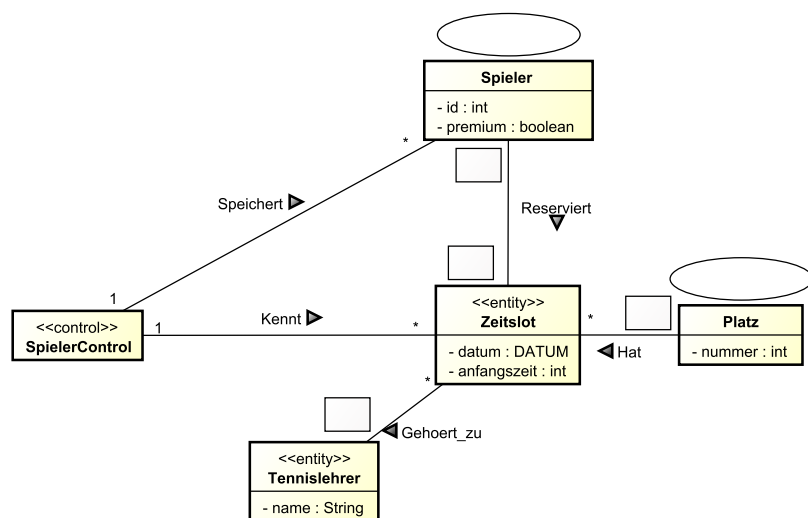 Spieler
- id : int
- premium : boolean
*
Speichert
Reserviert
1
<<control>>
SpielerControl
1
Kennt
*
<<entity>>
Zeitslot
- datum : DATUM
- anfangszeit : int
*
*
Hat
Platz
- nummer : int
Gehoert_zu
<<entity>>
Tennislehrer
- name : String